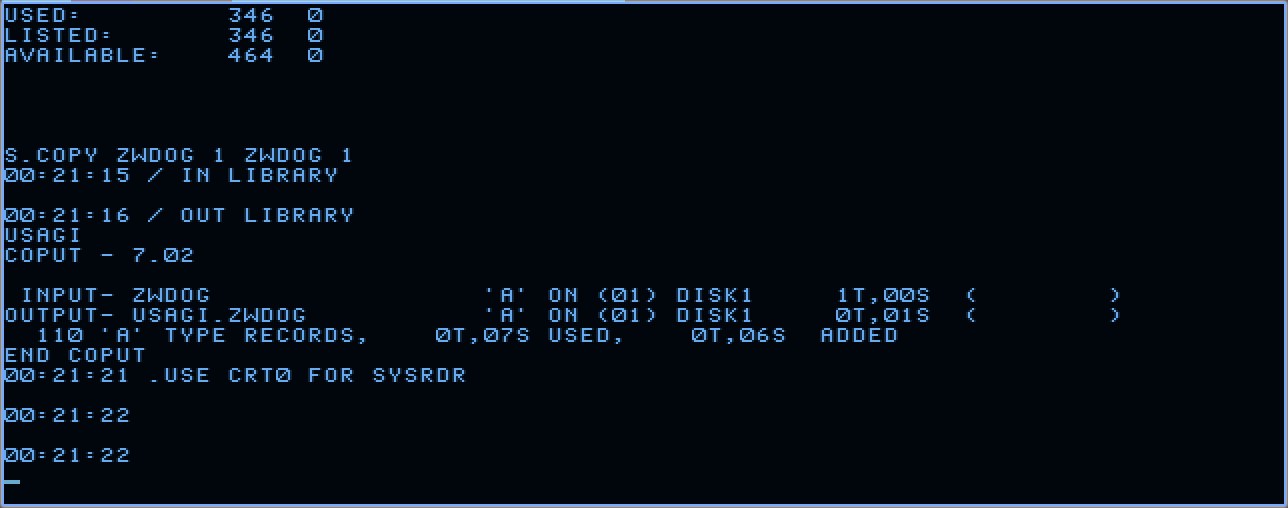 USED:          346  0
LISTED:        346  0
AVAILABLE:     464  0
S.COPY ZWDOG 1 ZWDOG 1
00:21:15 / IN LIBRARY
00:21:16 / OUT LIBRARY
USAGI
COPUT - 7.02
INPUT- ZWDOG                 'A' ON (01) DISK1     1T,00S  (        )
OUTPUT- USAGI.ZWDOG           'A' ON (01) DISK1     0T,01S  (        )
110 'A' TYPE RECORDS,    0T,07S USED,    0T,06S  ADDED
END COPUT
00:21:21 .USE CRT0 FOR SYSRDR
00:21:22
00:21:22